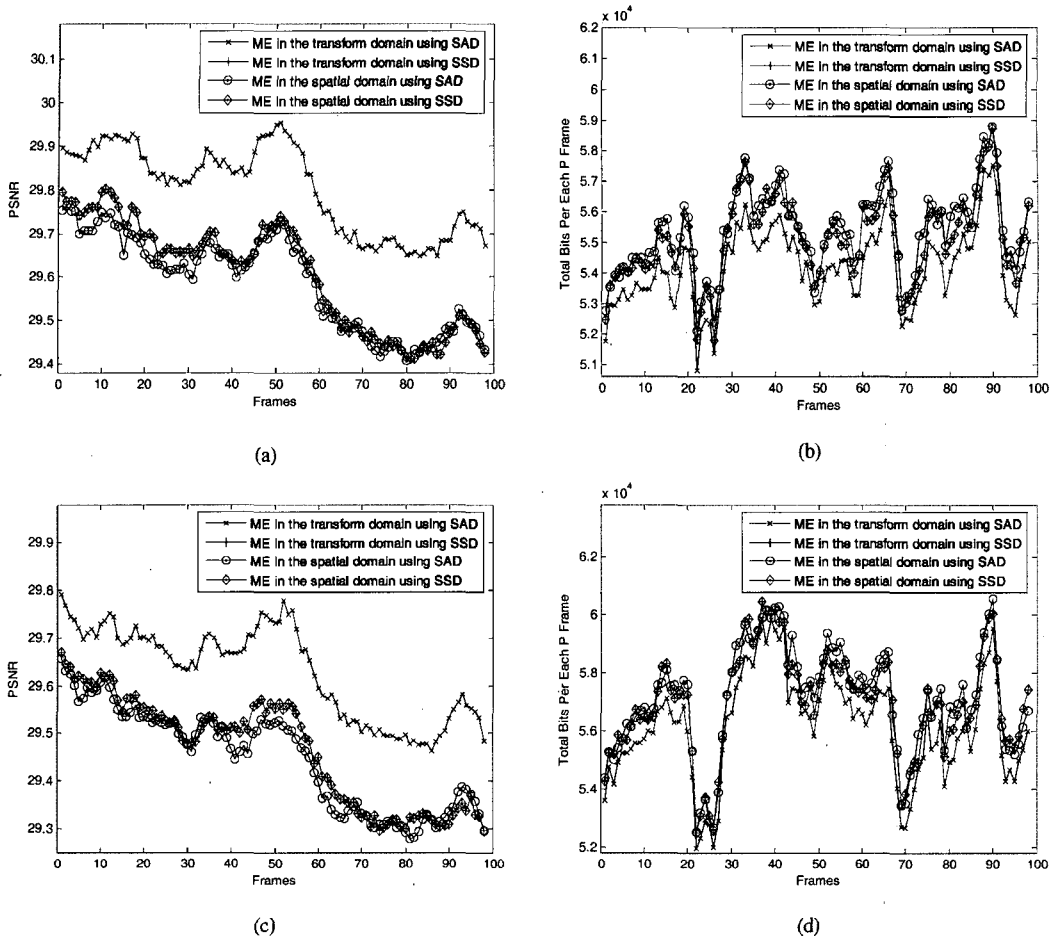 30.1
30
29.9
29.8
29.7
29.6
29.5
29.4
PSNR
0 10 20 30 40 50 60 70 80 90 100
Frames
ME in the transform domain using SAD
ME in the transform domain using SSD
ME in the spatial domain using SAD
ME in the spatial domain using SSD
(a)
x 10⁴
6.2
6.1
6
5.9
5.8
5.7
5.6
5.5
5.4
5.3
5.2
5.1
Total Bits Per Each P Frame
0 10 20 30 40 50 60 70 80 90 100
Frames
ME in the transform domain using SAD
ME in the transform domain using SSD
ME in the spatial domain using SAD
ME in the spatial domain using SSD
(b)
29.9
29.8
29.7
29.6
29.5
29.4
29.3
PSNR
0 10 20 30 40 50 60 70 80 90 100
Frames
ME in the transform domain using SAD
ME in the transform domain using SSD
ME in the spatial domain using SAD
ME in the spatial domain using SSD
(c)
x 10⁴
6.2
6
5.8
5.6
5.4
5.2
Total Bits Per Each P Frame
0 10 20 30 40 50 60 70 80 90 100
Frames
ME in the transform domain using SAD
ME in the transform domain using SSD
ME in the spatial domain using SAD
ME in the spatial domain using SSD
(d)